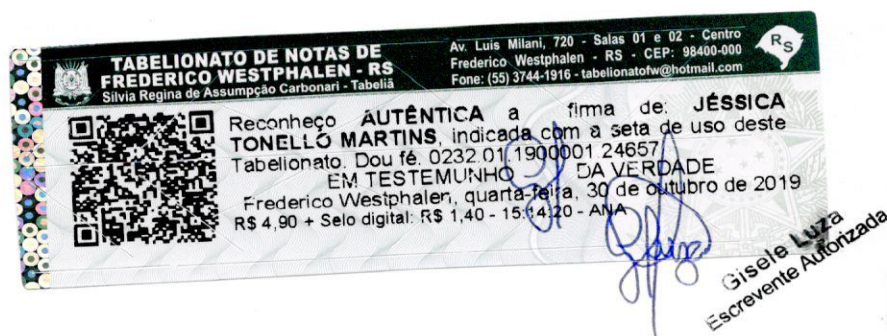 TABELIONATO DE NOTAS DE
FREDERICO WESTPHALEN - RS
Silvia Regina de Assumpção Carbonari - Tabeliã
Av. Luis Milani, 720 - Salas 01 e 02 - Centro
Frederico Westphalen - RS - CEP: 98400-000
Fone: (55) 3744-1916 - tabelionatofw@hotmail.com
RS
Reconheço AUTÊNTICA a firma de: JÉSSICA
TONELLO MARTINS, indicada com a seta de uso deste
Tabelionato. Dou fé. 0232.01.1900001.24657
EM TESTEMUNHO DA VERDADE
Frederico Westphalen, quarta-feira, 30 de outubro de 2019
R$ 4,90 + Selo digital: R$ 1,40 - 15:14:20 - ANA
Gisele Luza
Escrevente Autorizada